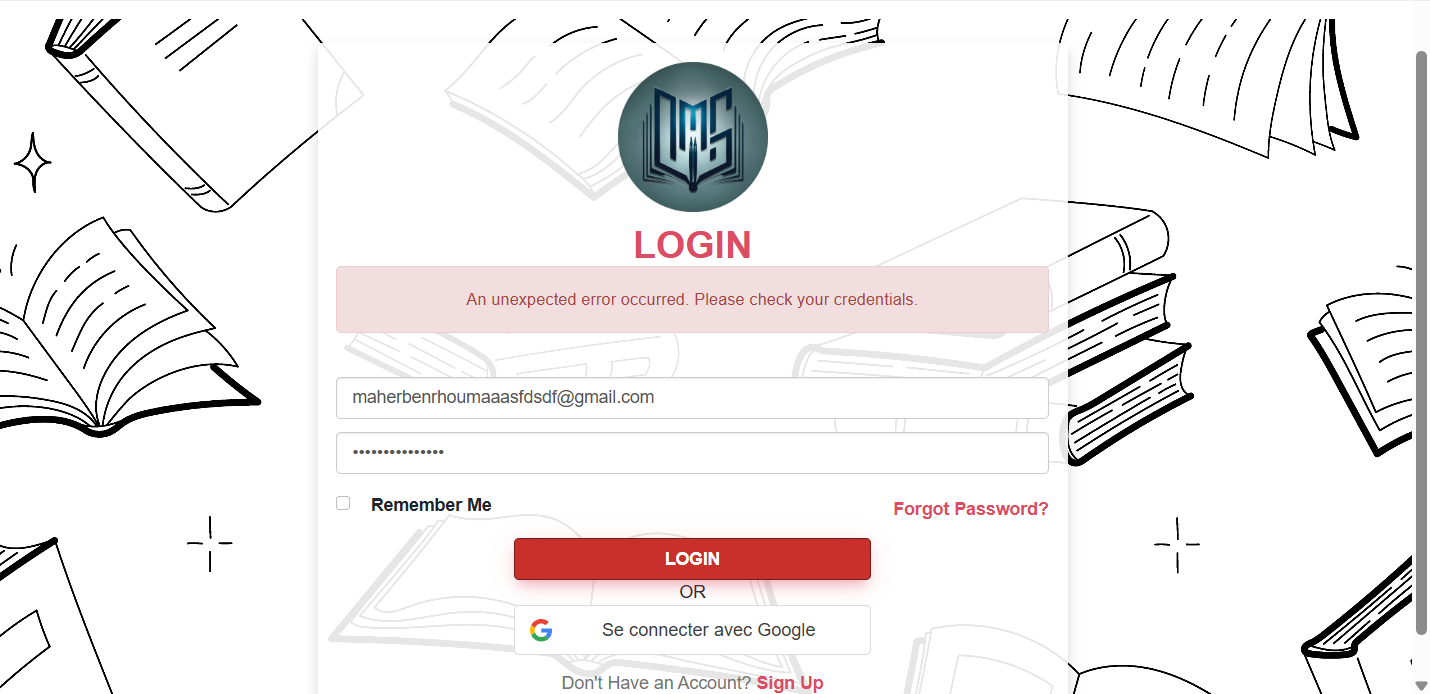 LMS
LOGIN
An unexpected error occurred. Please check your credentials.
maherbenrhoumaaasfdsdf@gmail.com
•••••••••••••••
Remember Me
Forgot Password?
LOGIN
OR
Se connecter avec Google
Don't Have an Account? Sign Up